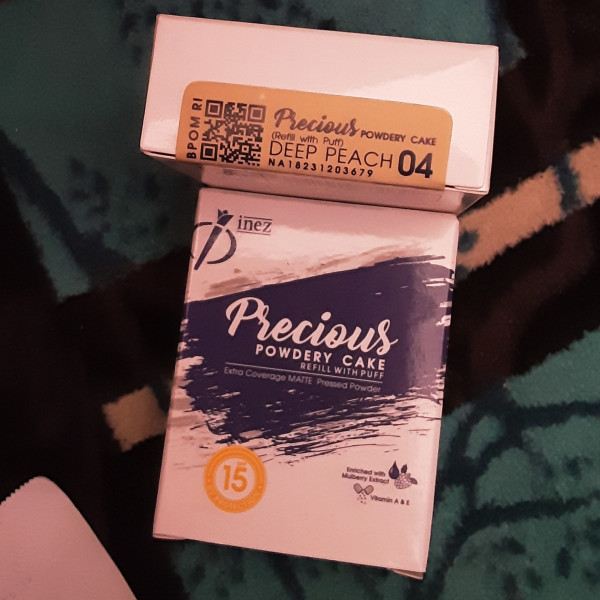 BPOM RI
Precious POWDERY CAKE
(Refill with Puff)
DEEP PEACH 04
NA18231203679
inez
Precious
POWDERY CAKE
REFILL WITH PUFF
Extra Coverage MATTE Pressed Powder
15
Enriched with
Mulberry Extract
Vitamin A & E